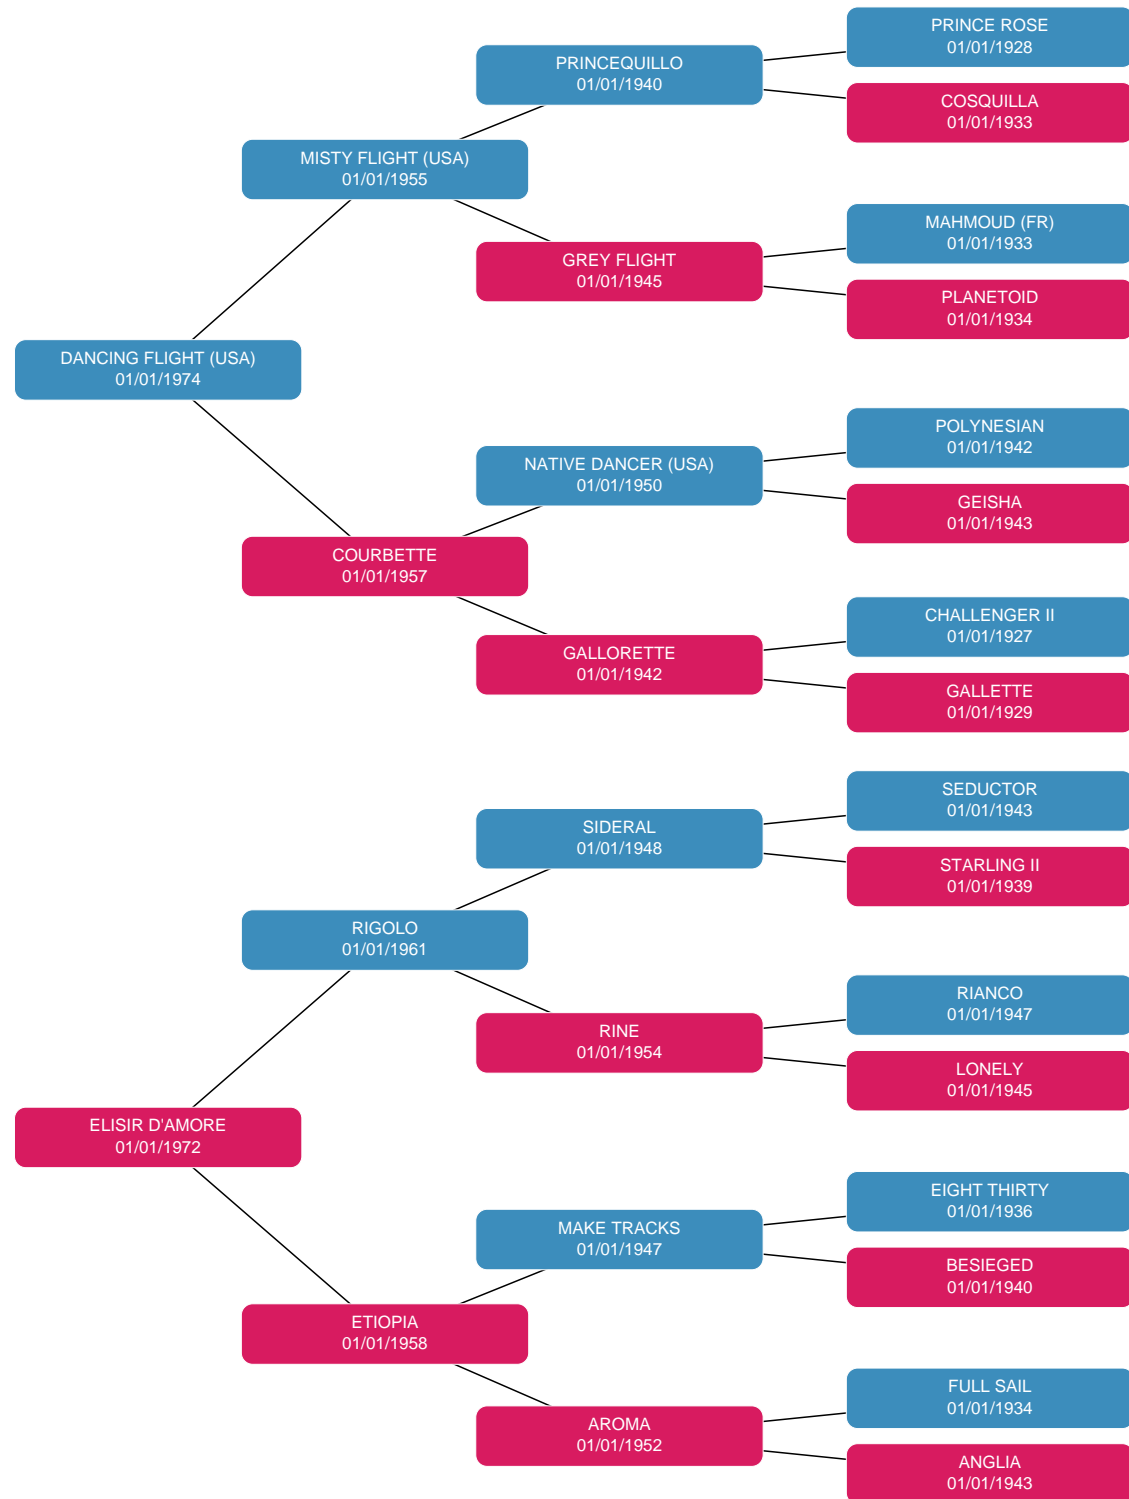 PRINCE ROSE
01/01/1928
PRINCEQUILLO
01/01/1940
COSQUILLA
01/01/1933
MISTY FLIGHT (USA)
01/01/1955
MAHMOUD (FR)
01/01/1933
GREY FLIGHT
01/01/1945
PLANETOID
01/01/1934
DANCING FLIGHT (USA)
01/01/1974
POLYNESIAN
01/01/1942
NATIVE DANCER (USA)
01/01/1950
GEISHA
01/01/1943
COURBETTE
01/01/1957
CHALLENGER II
01/01/1927
GALLORETTE
01/01/1942
GALLETTE
01/01/1929
SEDUCTOR
01/01/1943
SIDERAL
01/01/1948
STARLING II
01/01/1939
RIGOLO
01/01/1961
RIANCO
01/01/1947
RINE
01/01/1954
LONELY
01/01/1945
ELISIR D'AMORE
01/01/1972
EIGHT THIRTY
01/01/1936
MAKE TRACKS
01/01/1947
BESIEGED
01/01/1940
ETIOPIA
01/01/1958
FULL SAIL
01/01/1934
AROMA
01/01/1952
ANGLIA
01/01/1943